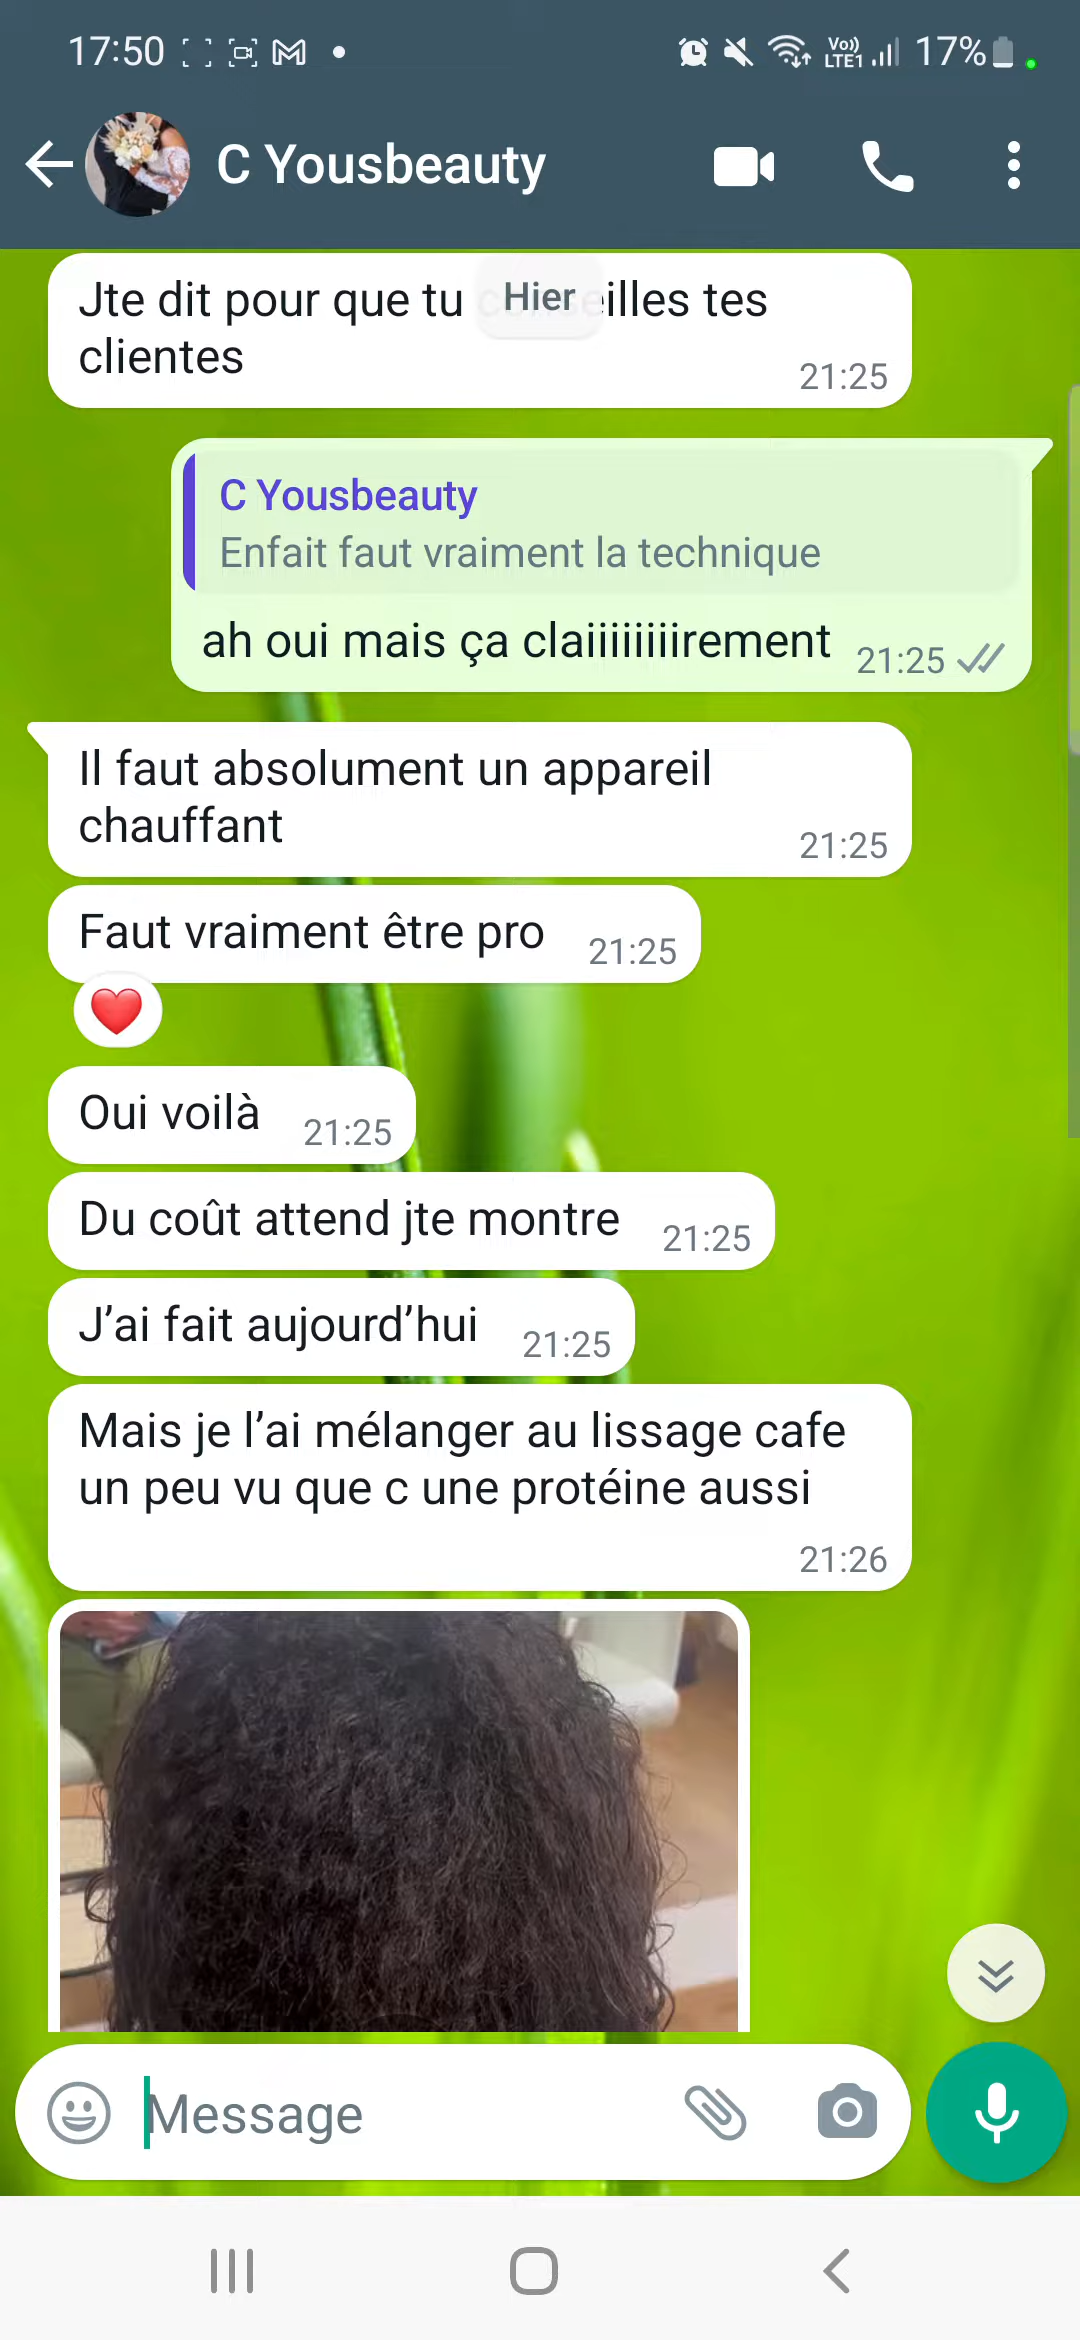 17:50
Vo)) LTE1 17%
C Yousbeauty
Hier
Jte dit pour que tu conseilles tes
clientes
21:25
C Yousbeauty
Enfait faut vraiment la technique
ah oui mais ça claiiiiiiiirement 21:25
Il faut absolument un appareil
chauffant
21:25
Faut vraiment être pro 21:25
Oui voilà 21:25
Du coût attend jte montre 21:25
J’ai fait aujourd’hui 21:25
Mais je l’ai mélanger au lissage cafe
un peu vu que c une protéine aussi
21:26
Message